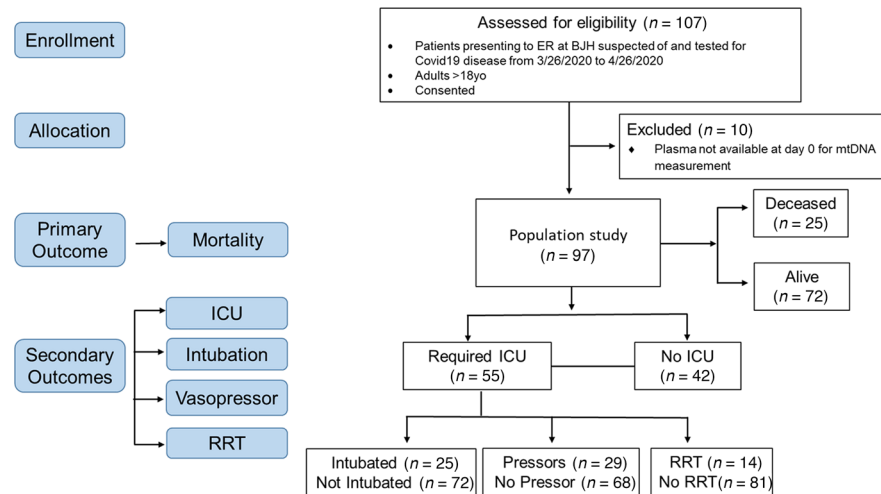 Enrollment
Allocation
Primary
Outcome
Mortality
Secondary
Outcomes
ICU
Intubation
Vasopressor
RRT
Assessed for eligibility (n = 107)
• Patients presenting to ER at BJH suspected of and tested for
Covid19 disease from 3/26/2020 to 4/26/2020
• Adults >18yo
• Consented
Excluded (n = 10)
♦ Plasma not available at day 0 for mtDNA
measurement
Population study
(n = 97)
Deceased
(n = 25)
Alive
(n = 72)
Required ICU
(n = 55)
No ICU
(n = 42)
Intubated (n = 25)
Not Intubated (n = 72)
Pressors (n = 29)
No Pressor (n = 68)
RRT (n = 14)
No RRT(n = 81)